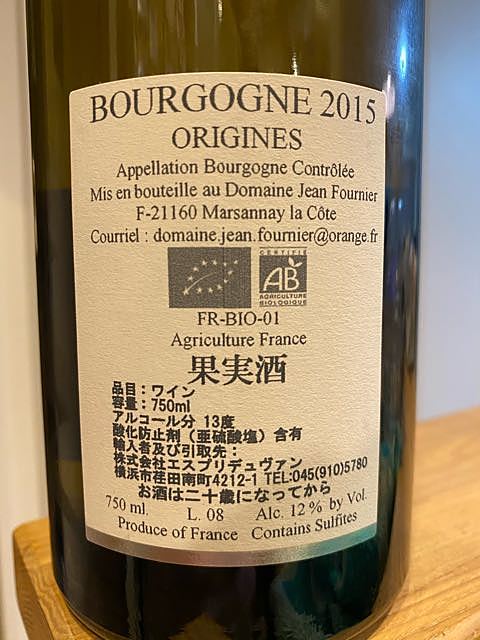 BOURGOGNE 2015
ORIGINES
Appellation Bourgogne Contrôlée
Mis en bouteille au Domaine Jean Fournier
F-21160 Marsannay la Côte
Courriel : domaine.jean.fournier@orange.fr
CERTIFIÉ
AB
AGRICULTURE
BIOLOGIQUE
FR-BIO-01
Agriculture France
果実酒
品目：ワイン
容量：750ml
アルコール分 13度
酸化防止剤（亜硫酸塩）含有
輸入者及び引取先：
株式会社エスプリデュヴァン
横浜市荏田南町4212-1 TEL:045(910)5780
お酒は二十歳になってから
750 ml. L. 08 Alc. 12 % by Vol.
Produce of France Contains Sulfites